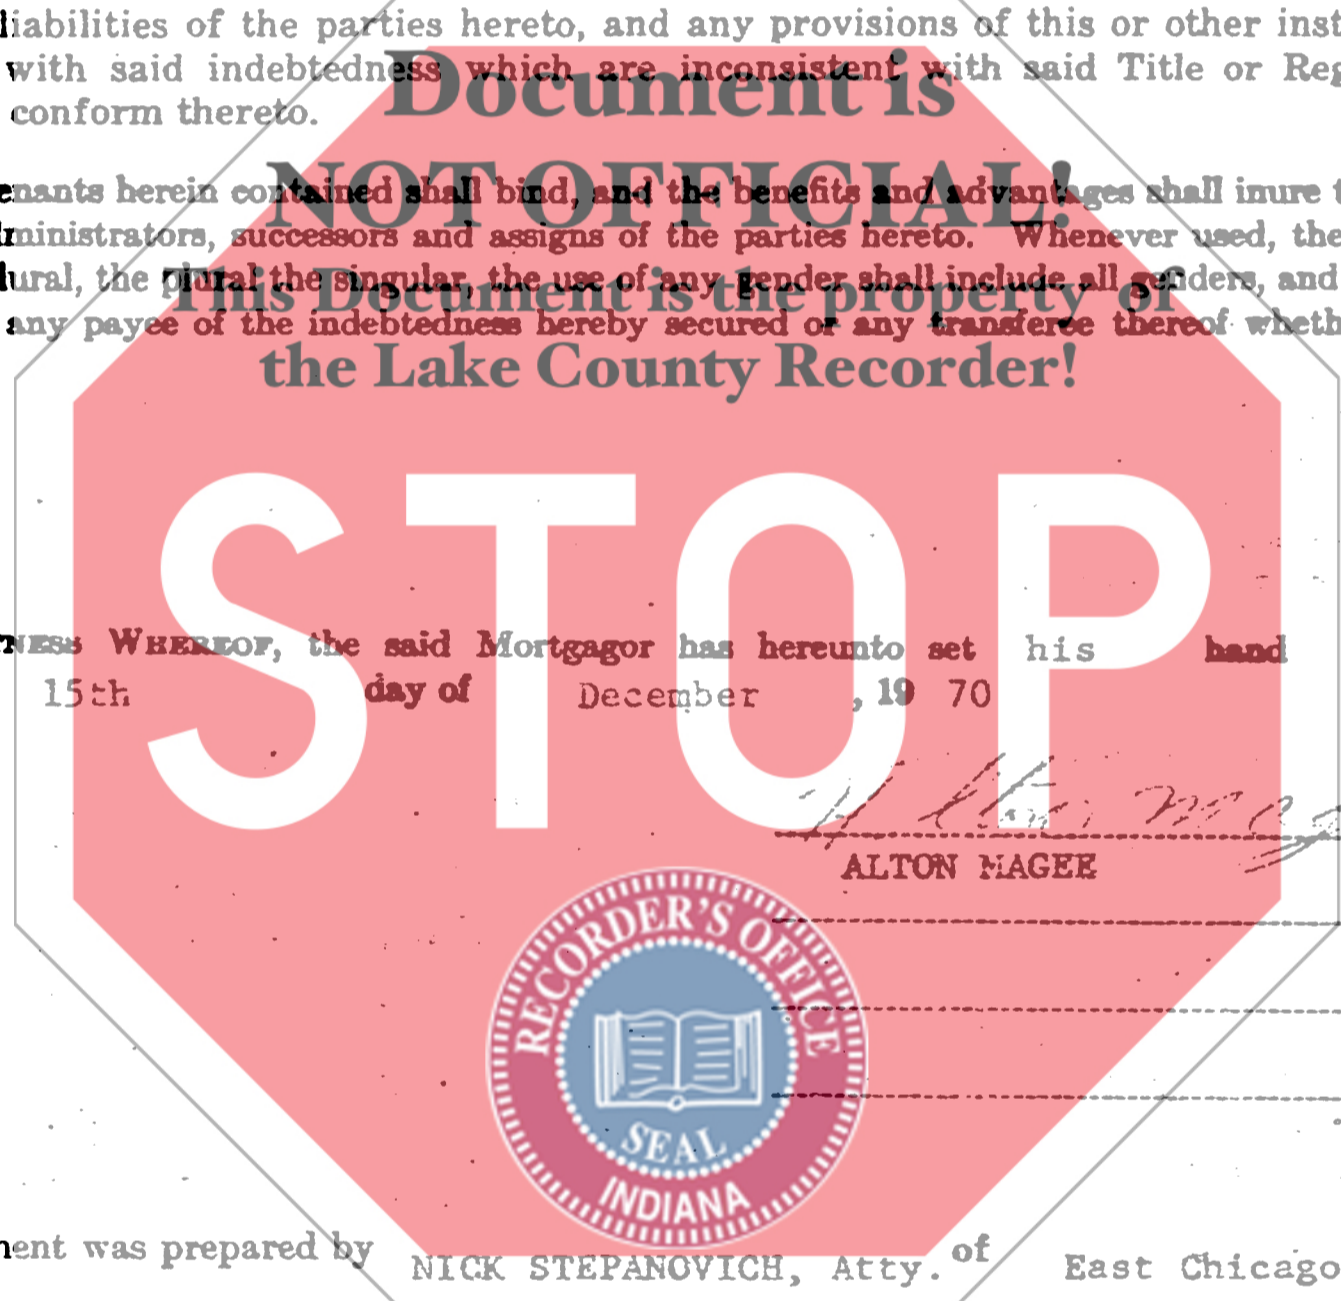 liabilities of the parties hereto, and any provisions of this or other inst
with said indebtedness which are inconsistent with said Title or Reg
conform thereto.
enants herein contained shall bind, and the benefits and advantages shall inure t
ministrators, successors and assigns of the parties hereto. Whenever used, the
lural, the plural the singular, the use of any gender shall include all genders, and
any payee of the indebtedness hereby secured or any transferee thereof wheth
Document is
NOT OFFICIAL!
This Document is the property of
the Lake County Recorder!
STOP
NESS WHEREOF, the said Mortgagor has hereunto set his hand
15th day of December , 19 70
Alton Mag
ALTON MAGEE
RECORDER'S OFFICE
SEAL
INDIANA
ment was prepared by NICK STEPANOVICH, Atty. of East Chicago